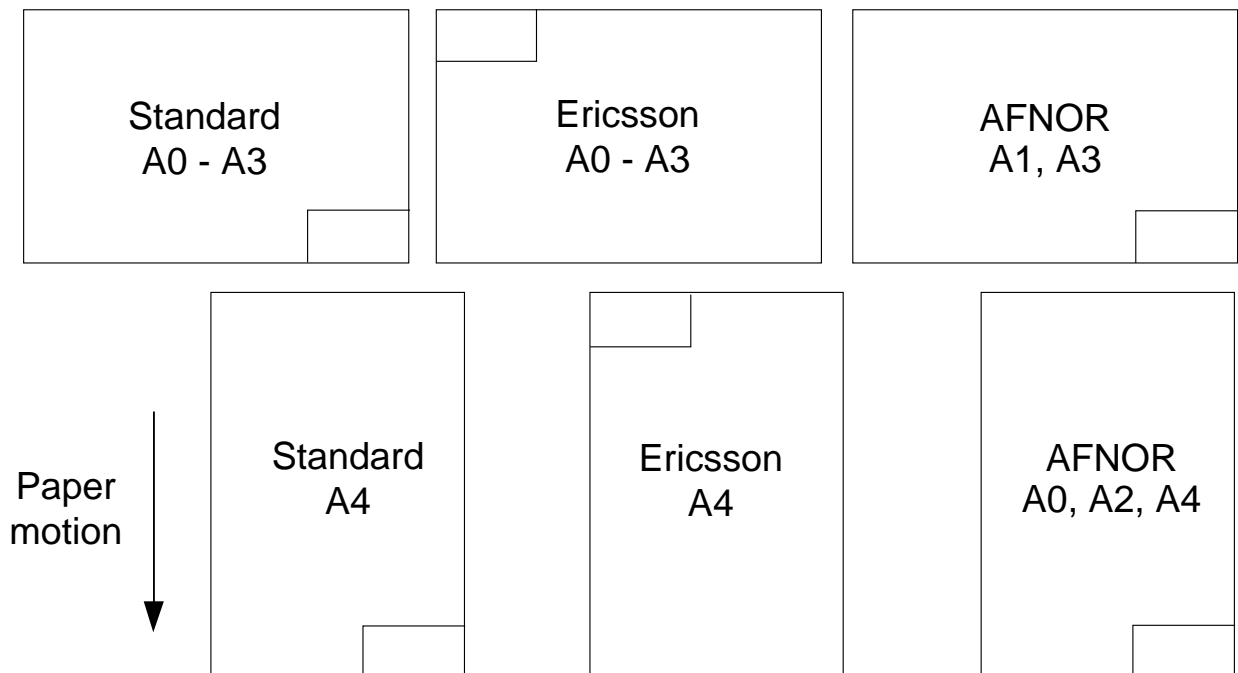 Standard
A0 - A3
Ericsson
A0 - A3
AFNOR
A1, A3
Paper
motion
Standard
A4
Ericsson
A4
AFNOR
A0, A2, A4